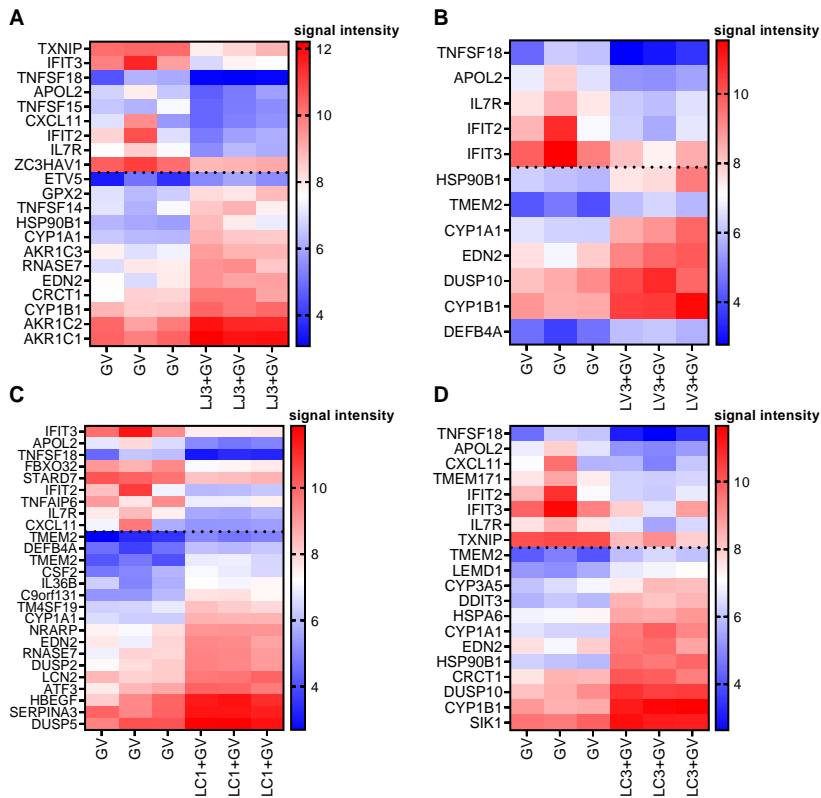 A
signal intensity
TXNIP
IFIT3
TNFSF18
APOL2
TNFSF15
CXCL11
IFIT2
IL7R
ZC3HAV1
ETV5
GPX2
TNFSF14
HSP90B1
CYP1A1
AKR1C3
RNASE7
EDN2
CRCT1
CYP1B1
AKR1C2
AKR1C1
12
10
8
6
4
GV
GV
GV
LJ3+GV
LJ3+GV
LJ3+GV
B
signal intensity
TNFSF18
APOL2
IL7R
IFIT2
IFIT3
HSP90B1
TMEM2
CYP1A1
EDN2
DUSP10
CYP1B1
DEFB4A
10
8
6
4
GV
GV
GV
LV3+GV
LV3+GV
LV3+GV
C
signal intensity
IFIT3
APOL2
TNFSF18
FBXO32
STARD7
IFIT2
TNFAIP6
IL7R
CXCL11
TMEM2
DEFB4A
TMEM2
CSF2
IL36B
C9orf131
TM4SF19
CYP1A1
NRARP
EDN2
RNASE7
DUSP2
LCN2
ATF3
HBEGF
SERPINA3
DUSP5
10
8
6
4
GV
GV
GV
LC1+GV
LC1+GV
LC1+GV
D
signal intensity
TNFSF18
APOL2
CXCL11
TMEM171
IFIT2
IFIT3
IL7R
TXNIP
TMEM2
LEMD1
CYP3A5
DDIT3
HSPA6
CYP1A1
EDN2
HSP90B1
CRCT1
DUSP10
CYP1B1
SIK1
10
8
6
4
GV
GV
GV
LC3+GV
LC3+GV
LC3+GV